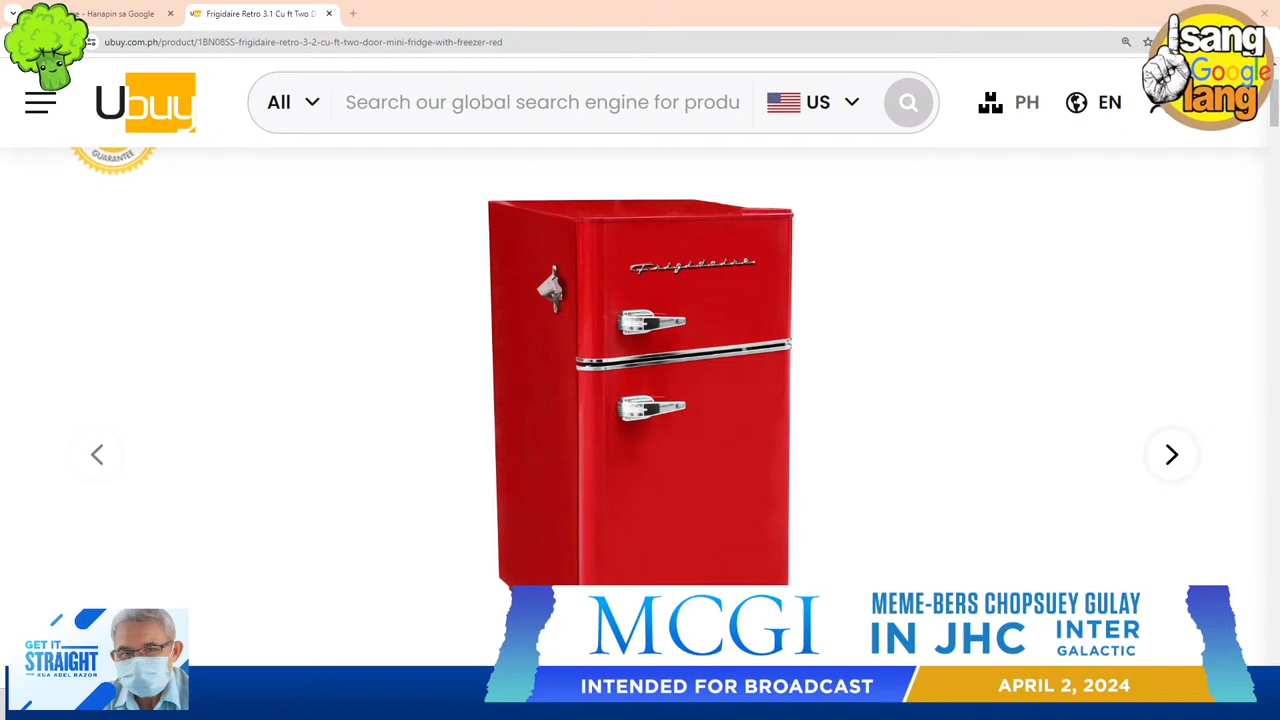 e – Hanapin sa Google
Frigidaire Retro 3.1 Cu ft Two D
ubuy.com.ph/product/1BN08SS-frigidaire-retro-3-2-cu-ft-two-door-mini-fridge-with-freezer-red
isang
Google
lang
Ubuy
All
Search our global search engine for produ
US
PH
EN
GUARANTEE
Frigidaire
GET IT
STRAIGHT
KUA ADEL RAZON
MCGI
MEME-BERS CHOPSUEY GULAY
IN JHC
INTER
GALACTIC
INTENDED FOR BROADCAST
APRIL 2, 2024